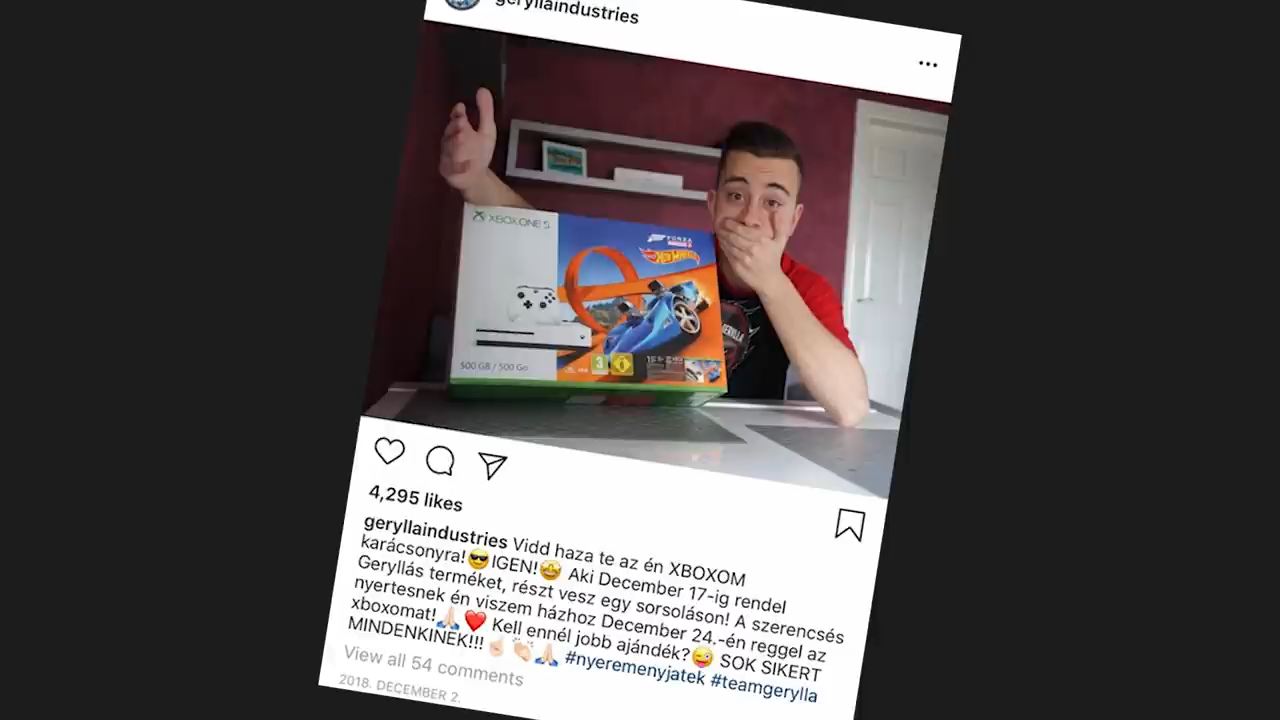 geryllaindustries
XBOX ONE S
FORZA
HOT WHEELS
500 GB / 500 Go
3
4,295 likes
geryllaindustries Vidd haza te az én XBOXOM
karácsonyra!😎IGEN!🤩 Aki December 17-ig rendel
Geryllás terméket, részt vesz egy sorsoláson! A szerencsés
nyertesnek én viszem házhoz December 24.-én reggel az
xboxomat!🙏🏻❤️ Kell ennél jobb ajándék?😜 SOK SIKERT
MINDENKINEK!!!☝🏻👏🏻🙏🏻 #nyeremenyjatek #teamgerylla
View all 54 comments
2018. DECEMBER 2.